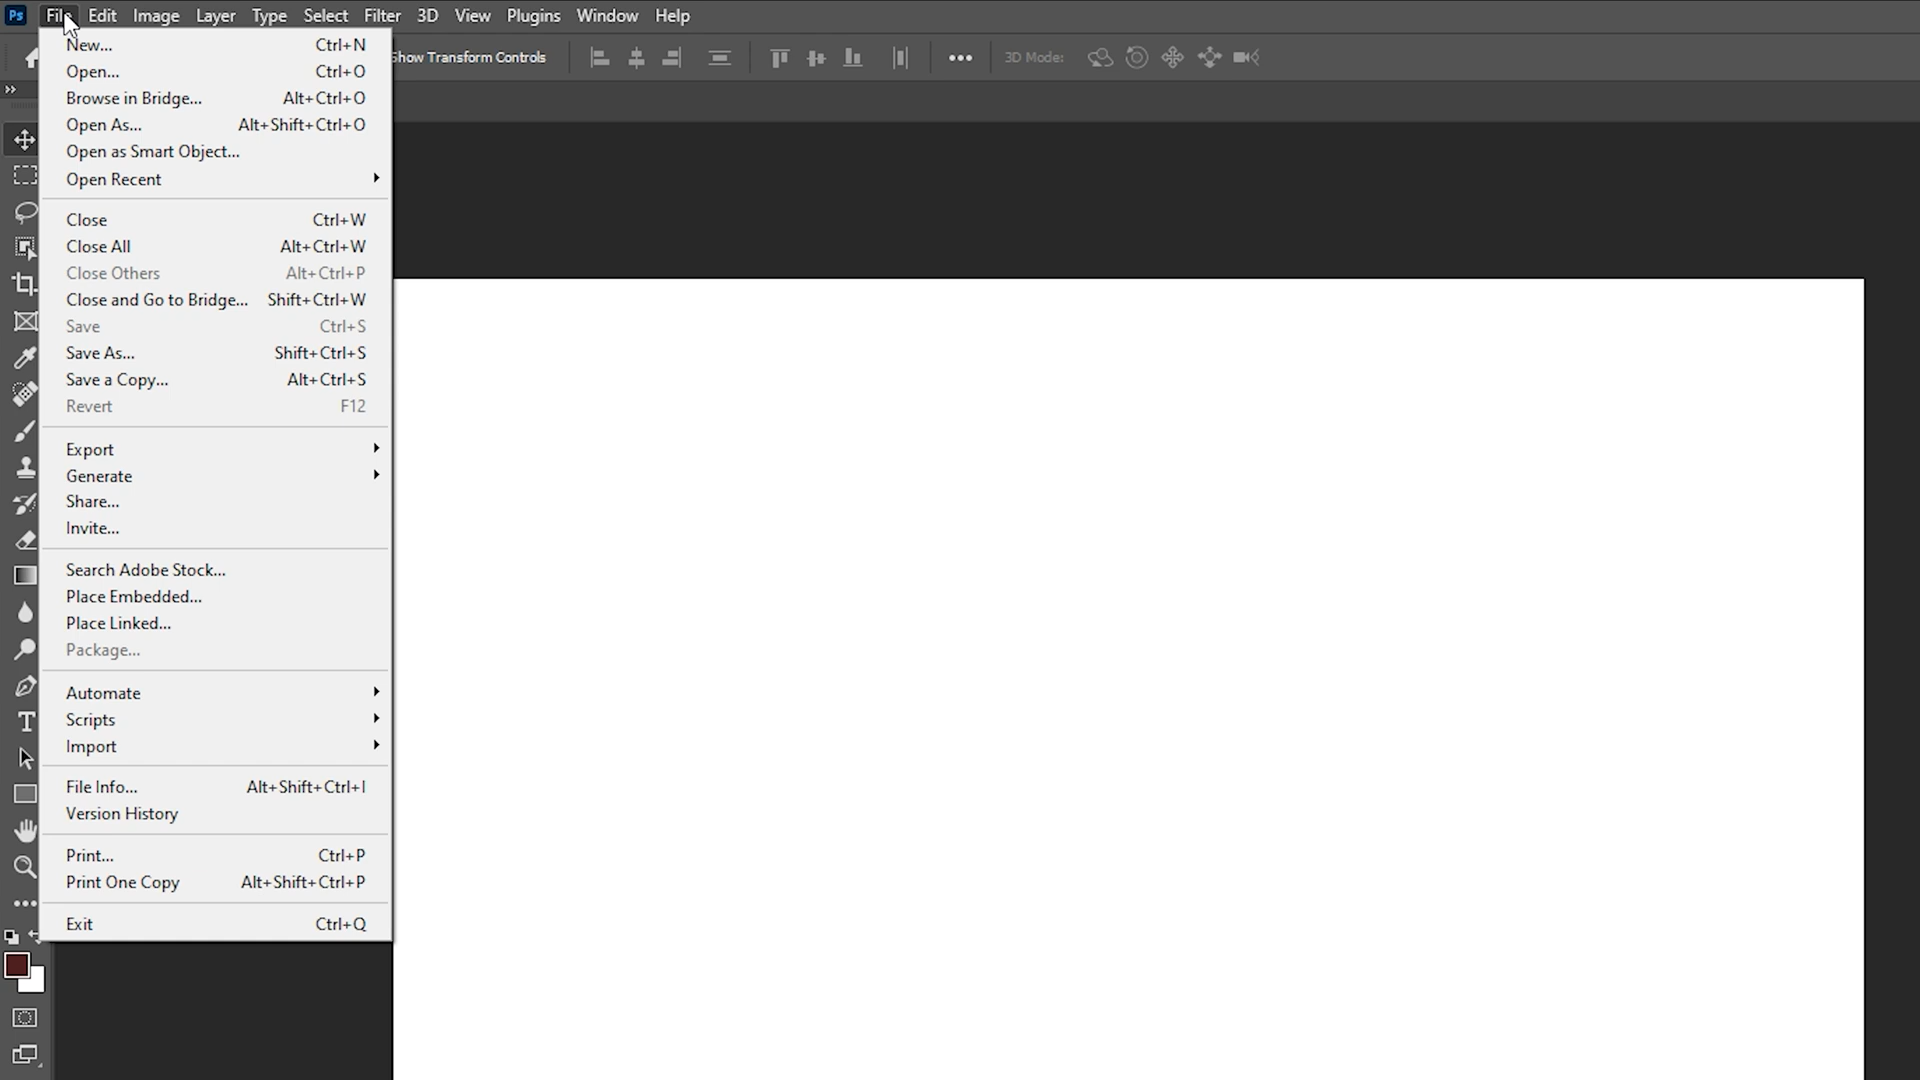 Ps File Edit Image Layer Type Select Filter 3D View Plugins Window Help
Show Transform Controls 3D Mode:
New... Ctrl+N
Open... Ctrl+O
Browse in Bridge... Alt+Ctrl+O
Open As... Alt+Shift+Ctrl+O
Open as Smart Object...
Open Recent
Close Ctrl+W
Close All Alt+Ctrl+W
Close Others Alt+Ctrl+P
Close and Go to Bridge... Shift+Ctrl+W
Save Ctrl+S
Save As... Shift+Ctrl+S
Save a Copy... Alt+Ctrl+S
Revert F12
Export
Generate
Share...
Invite...
Search Adobe Stock...
Place Embedded...
Place Linked...
Package...
Automate
Scripts
Import
File Info... Alt+Shift+Ctrl+I
Version History
Print... Ctrl+P
Print One Copy Alt+Shift+Ctrl+P
Exit Ctrl+Q